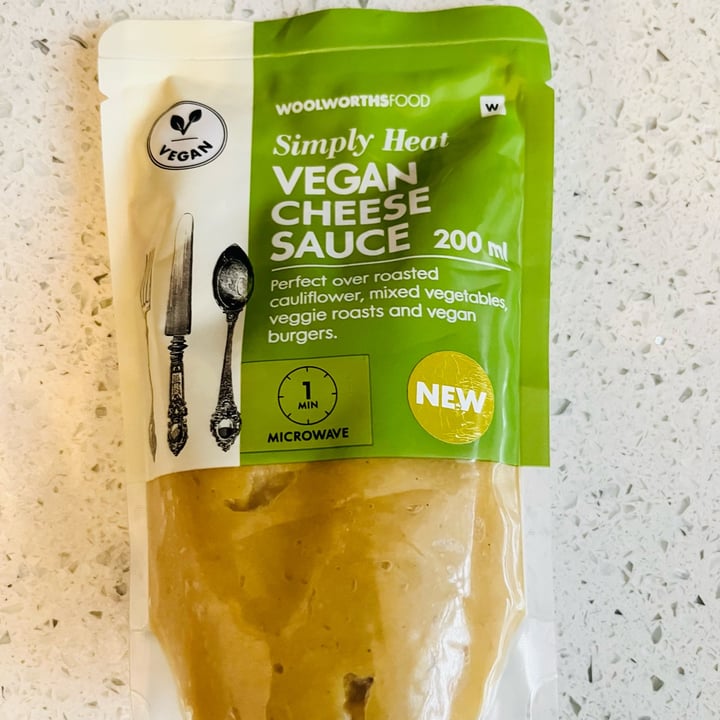 WOOLWORTHSFOOD
W
VEGAN
Simply Heat
VEGAN
CHEESE
SAUCE 200 ml
Perfect over roasted
cauliflower, mixed vegetables,
veggie roasts and vegan
burgers.
1
MIN
MICROWAVE
NEW